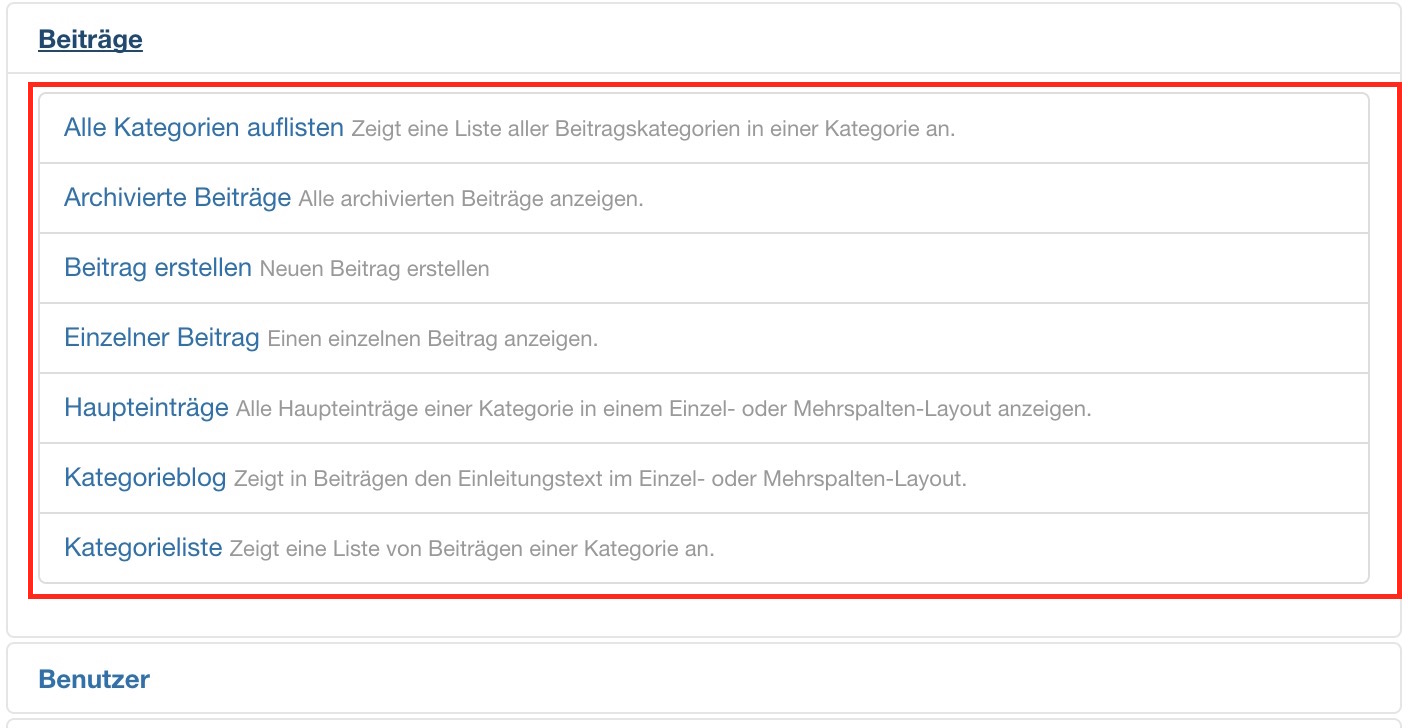 Beiträge
Alle Kategorien auflisten Zeigt eine Liste aller Beitragskategorien in einer Kategorie an.
Archivierte Beiträge Alle archivierten Beiträge anzeigen.
Beitrag erstellen Neuen Beitrag erstellen
Einzelner Beitrag Einen einzelnen Beitrag anzeigen.
Haupteinträge Alle Haupteinträge einer Kategorie in einem Einzel- oder Mehrspalten-Layout anzeigen.
Kategorieblog Zeigt in Beiträgen den Einleitungstext im Einzel- oder Mehrspalten-Layout.
Kategorieliste Zeigt eine Liste von Beiträgen einer Kategorie an.
Benutzer